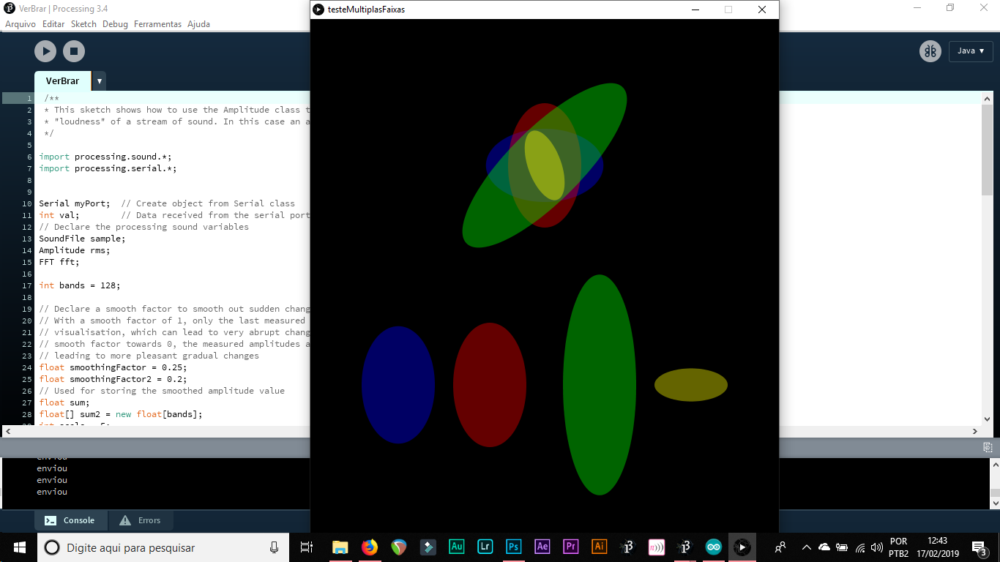 VerBrar | Processing 3.4
Arquivo Editar Sketch Debug Ferramentas Ajuda
testeMultiplasFaixas
Java ▼
VerBrar ▼
1 /**
2 * This sketch shows how to use the Amplitude class t
3 * "loudness" of a stream of sound. In this case an a
4 */
5
6 import processing.sound.*;
7 import processing.serial.*;
8
9
10 Serial myPort;  // Create object from Serial class
11 int val;        // Data received from the serial port
12 // Declare the processing sound variables
13 SoundFile sample;
14 Amplitude rms;
15 FFT fft;
16
17 int bands = 128;
18
19 // Declare a smooth factor to smooth out sudden chang
20 // With a smooth factor of 1, only the last measured
21 // visualisation, which can lead to very abrupt chang
22 // smooth factor towards 0, the measured amplitudes a
23 // leading to more pleasant gradual changes
24 float smoothingFactor = 0.25;
25 float smoothingFactor2 = 0.2;
26 // Used for storing the smoothed amplitude value
27 float sum;
28 float[] sum2 = new float[bands];
enviou
enviou
enviou
enviou
Console
Errors
Digite aqui para pesquisar
Au Lr Ps Ae Pr Ai
POR
PTB2
12:43
17/02/2019
3